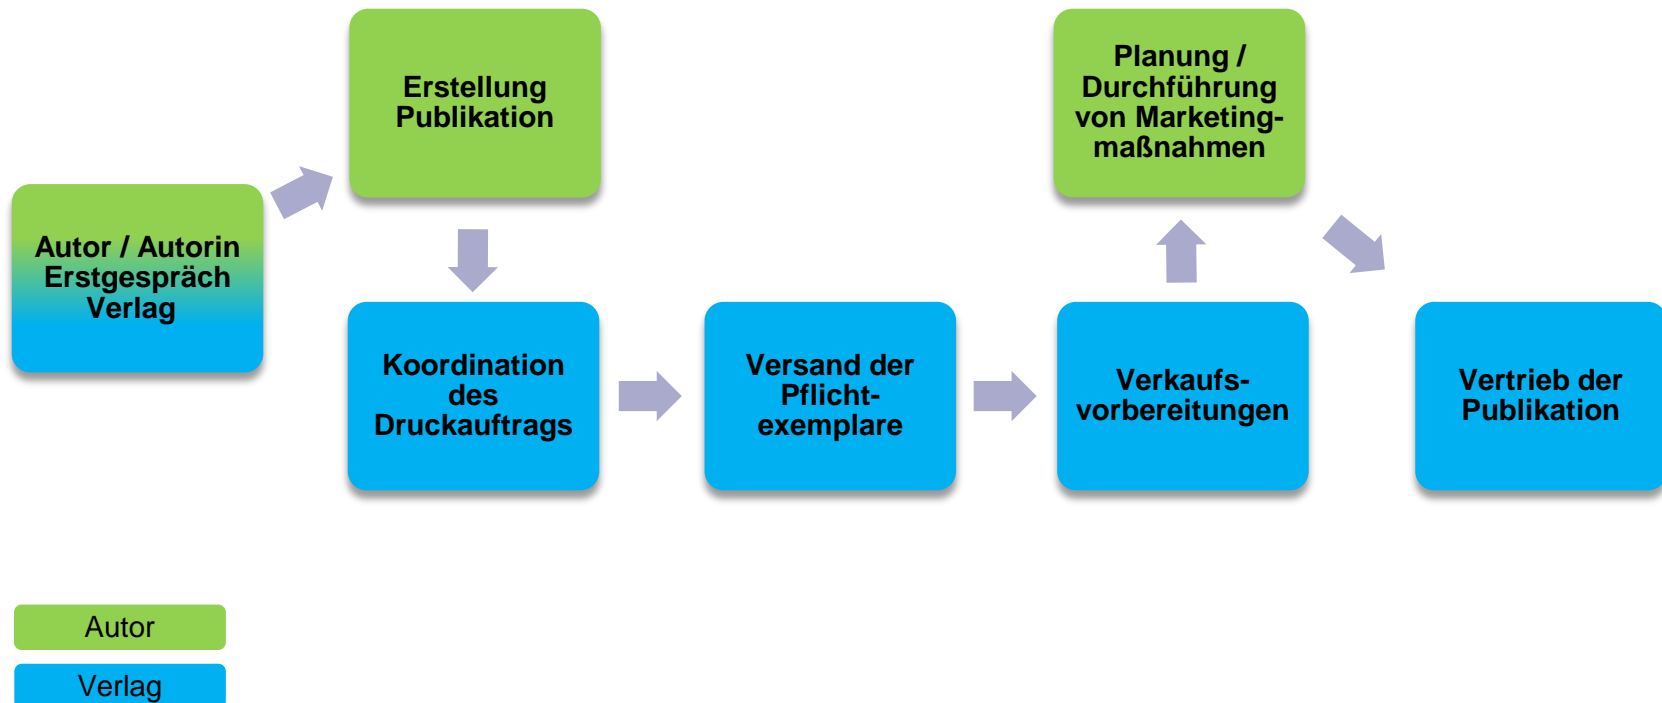 Autor / Autorin
Erstgespräch
Verlag
Erstellung
Publikation
Koordination
des
Druckauftrags
Versand der
Pflicht-
exemplare
Verkaufs-
vorbereitungen
Planung /
Durchführung
von Marketing-
maßnahmen
Vertrieb der
Publikation
Autor
Verlag